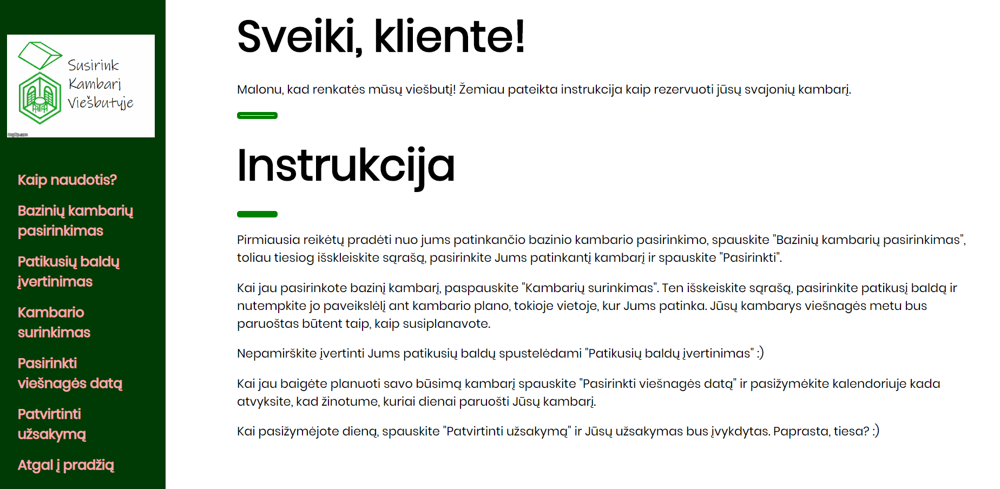 Susirink
Kambarį
Viešbutyje
imgflip.com
Kaip naudotis?
Bazinių kambarių
pasirinkimas
Patikusių baldų
įvertinimas
Kambario
surinkimas
Pasirinkti
viešnagės datą
Patvirtinti
užsakymą
Atgal į pradžią
Sveiki, kliente!
Malonu, kad renkatės mūsų viešbutį! Žemiau pateikta instrukcija kaip rezervuoti jūsų svajonių kambarį.
Instrukcija
Pirmiausia reikėtų pradėti nuo jums patinkančio bazinio kambario pasirinkimo, spauskite "Bazinių kambarių pasirinkimas",
toliau tiesiog išskleiskite sąrašą, pasirinkite Jums patinkantį kambarį ir spauskite "Pasirinkti".
Kai jau pasirinkote bazinį kambarį, paspauskite "Kambarių surinkimas". Ten išskeiskite sąrašą, pasirinkite patikusį baldą ir
nutempkite jo paveikslėlį ant kambario plano, tokioje vietoje, kur Jums patinka. Jūsų kambarys viešnagės metu bus
paruoštas būtent taip, kaip susiplanavote.
Nepamirškite įvertinti Jums patikusių baldų spustelėdami "Patikusių baldų įvertinimas" :)
Kai jau baigėte planuoti savo būsimą kambarį spauskite "Pasirinkti viešnagės datą" ir pasižymėkite kalendoriuje kada
atvyksite, kad žinotume, kuriai dienai paruošti Jūsų kambarį.
Kai pasižymėjote dieną, spauskite "Patvirtinti užsakymą" ir Jūsų užsakymas bus įvykdytas. Paprasta, tiesa? :)